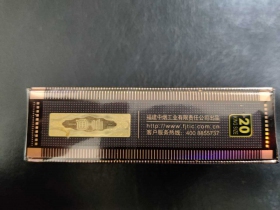 福建中烟工业有限责任公司出品
http://www.fjtic.cn
客户服务热线：400 8855737
20